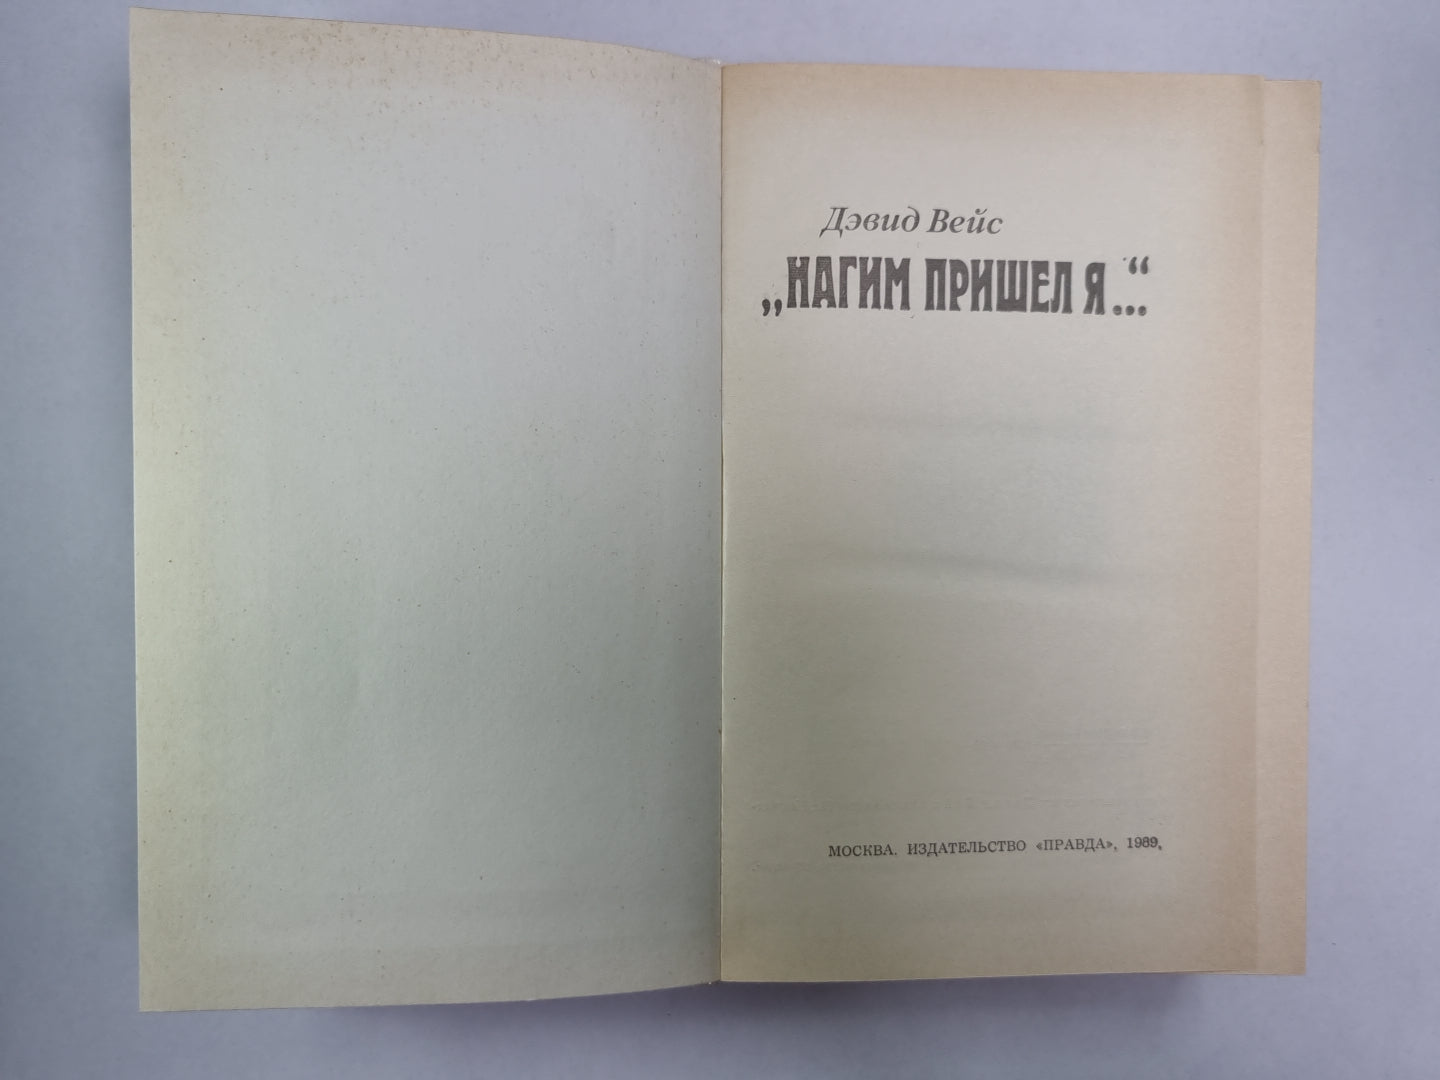 Дэвид Вейс
„НАГИМ ПРИШЕЛ Я...“
МОСКВА. ИЗДАТЕЛЬСТВО «ПРАВДА», 1989.